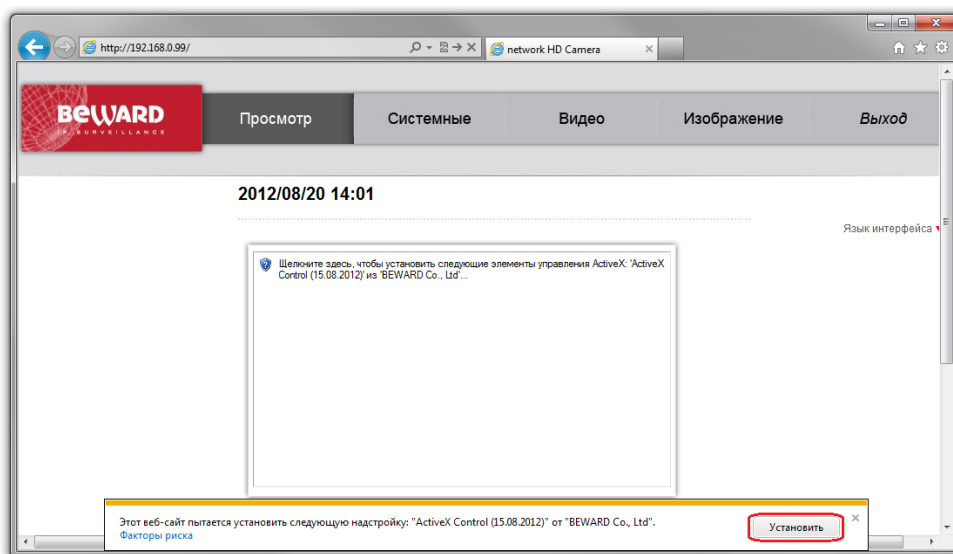 http://192.168.0.99/
network HD Camera
BEWARD
IP SURVEILLANCE
Просмотр
Системные
Видео
Изображение
Выход
2012/08/20 14:01
Язык интерфейса
Щелкните здесь, чтобы установить следующие элементы управления ActiveX: 'ActiveX
Control (15.08.2012)' из 'BEWARD Co., Ltd'...
Этот веб-сайт пытается установить следующую надстройку: "ActiveX Control (15.08.2012)" от "BEWARD Co., Ltd".
Факторы риска
Установить